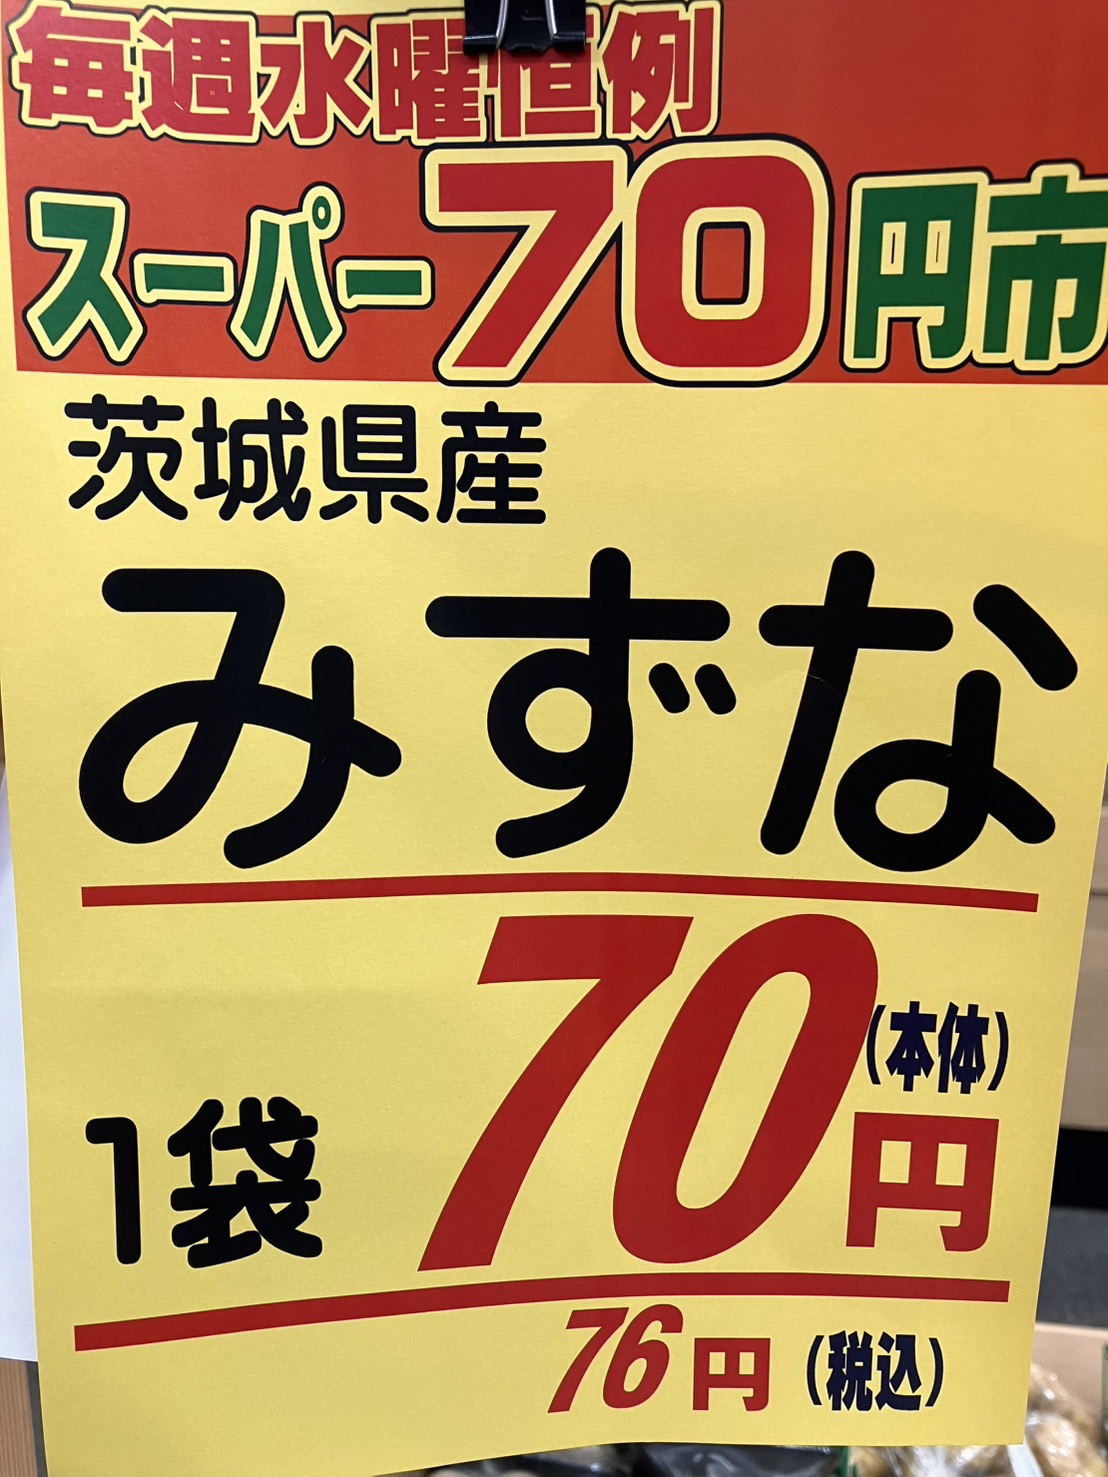 毎週水曜恒例
スーパー70円市
茨城県産
みずな
1袋 70円(本体)
76円(税込)